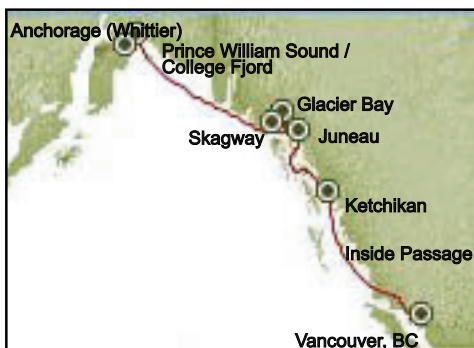 Anchorage (Whittier)
Prince William Sound /
College Fjord
Glacier Bay
Skagway
Juneau
Ketchikan
Inside Passage
Vancouver, BC